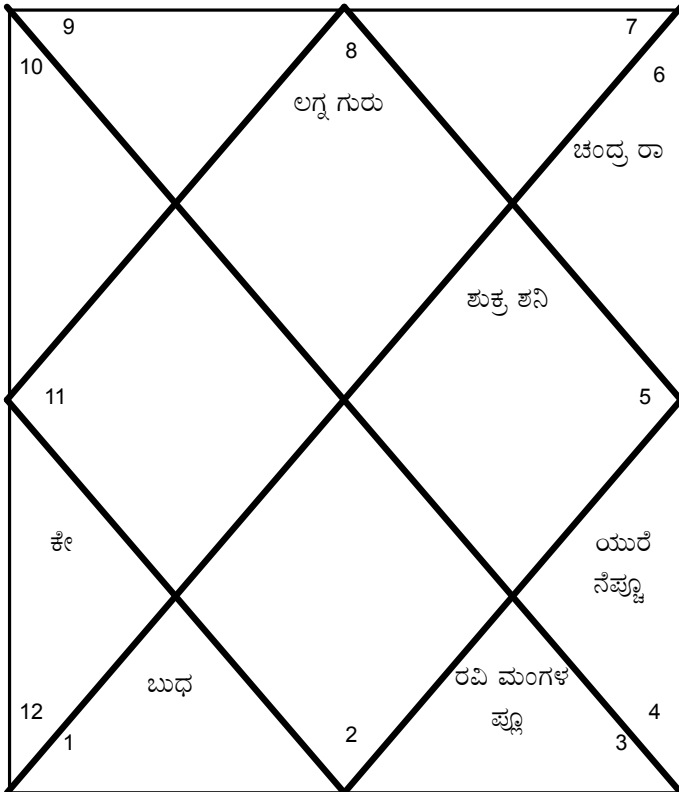 9
7
8
10
6
ಲಗ್ನ ಗುರು
ಚಂದ್ರ ರಾ
ಶುಕ್ರ ಶನಿ
11
5
ಕೇ
ಯುರೆ
ನೆಪ್ಚೂ
ಬುಧ
ರವಿ ಮಂಗಳ
ಪ್ಲೂ
12
4
2
1
3